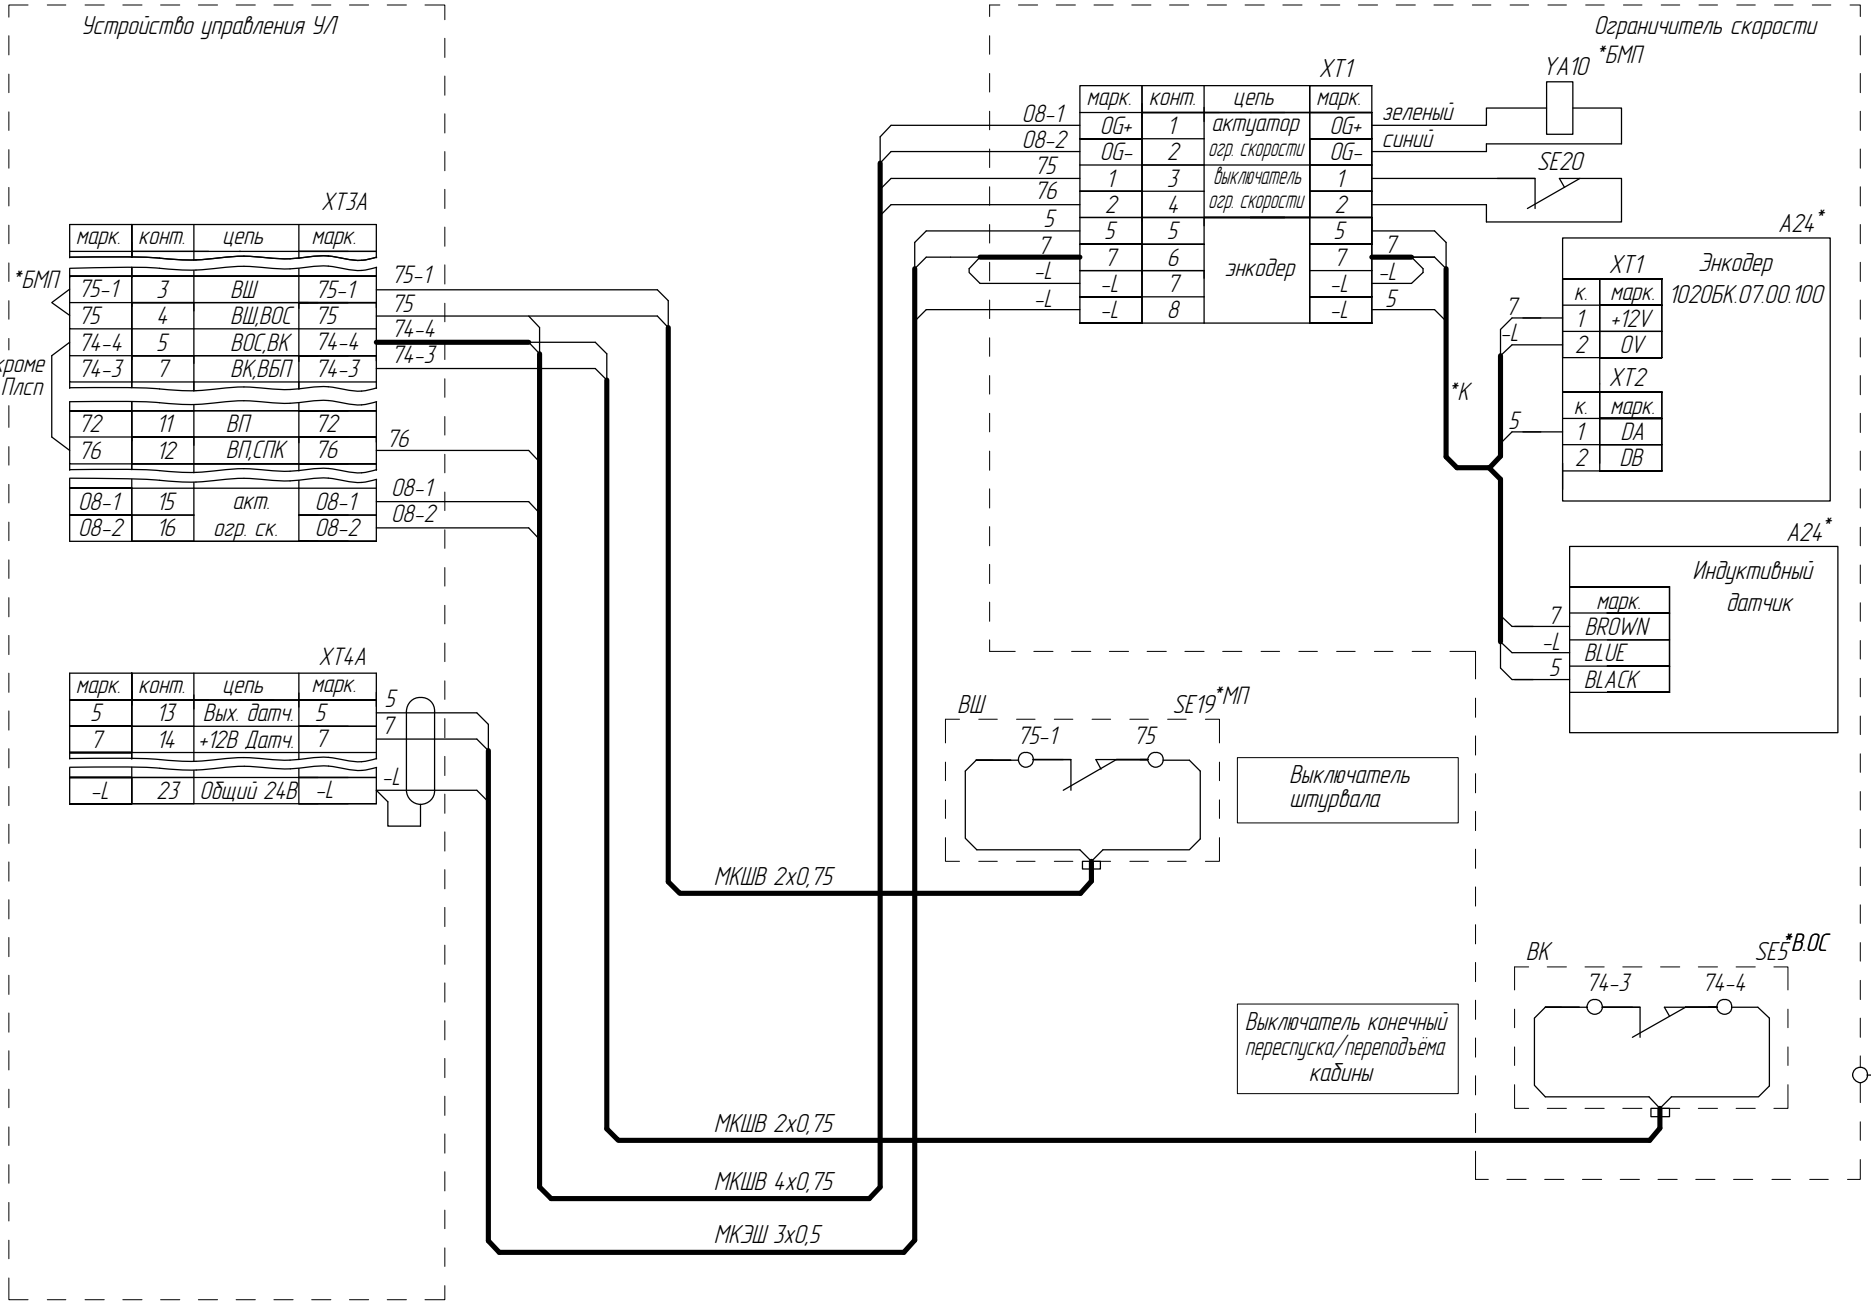 Устройство управления УЛ
XT3A
марк. конт. цепь марк.
*БМП
75-1 3 ВШ 75-1 75-1
75 4 ВШ,ВОС 75 75
74-4 5 ВОС,ВК 74-4 74-4
74-3 7 ВК,ВБП 74-3 74-3
кроме
Плсп
72 11 ВП 72
76 12 ВП,СПК 76 76
08-1 15 акт. 08-1 08-1
08-2 16 огр. ск. 08-2 08-2
XT4A
марк. конт. цепь марк.
5 13 Вых. датч. 5 5
7 14 +12В Датч. 7 7
-L 23 Общий 24В -L -L
МКШВ 2х0,75
МКШВ 2х0,75
МКШВ 4х0,75
МКЭШ 3х0,5
Ограничитель скорости
XT1
марк. конт. цепь марк.
08-1 OG+ 1 актуатор OG+ зеленый
08-2 OG- 2 огр. скорости OG- синий
75 1 3 выключатель 1
76 2 4 огр. скорости 2
5 5 5 5
7 7 6 энкодер 7 7
-L -L 7 -L -L
-L -L 8 -L 5
YA10 *БМП
SE20
*К
A24*
Энкодер
1020БК.07.00.100
XT1
к. марк.
7 1 +12V
-L 2 0V
XT2
к. марк.
5 1 DA
2 DB
A24*
Индуктивный
датчик
марк.
7 BROWN
-L BLUE
5 BLACK
ВШ SE19*МП
75-1 75
Выключатель
штурвала
ВК SE5*В.ОС
74-3 74-4
Выключатель конечный
переспуска/переподъёма
кабины